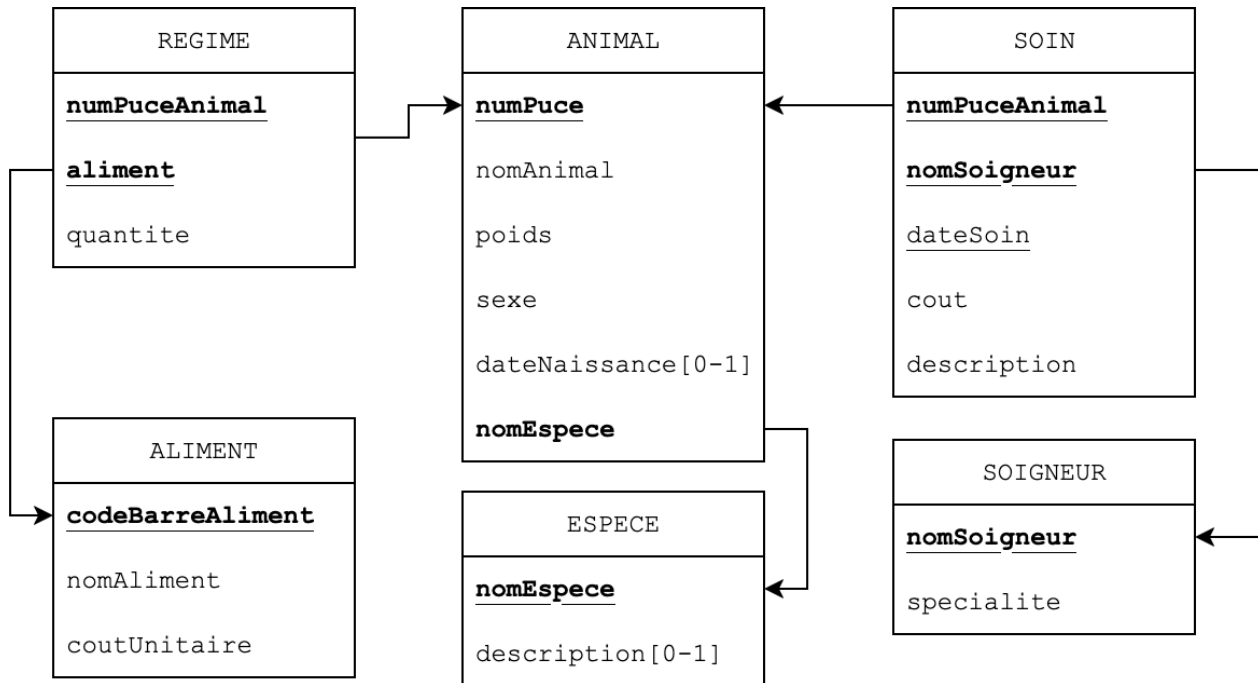 REGIME
numPuceAnimal
aliment
quantite
ANIMAL
numPuce
nomAnimal
poids
sexe
dateNaissance[0-1]
nomEspece
SOIN
numPuceAnimal
nomSoigneur
dateSoin
cout
description
ALIMENT
codeBarreAliment
nomAliment
coutUnitaire
ESPECE
nomEspece
description[0-1]
SOIGNEUR
nomSoigneur
specialite